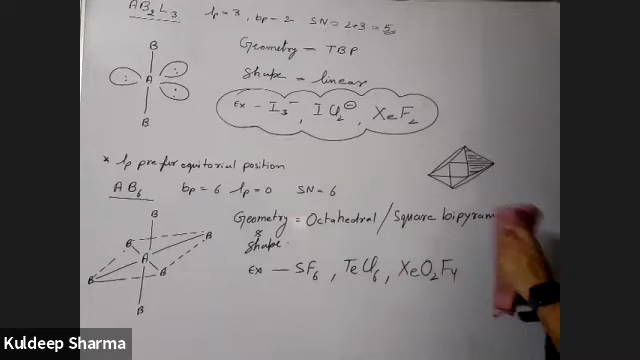 AB2L3 lp = 3, bp = 2 SN = 2+3 = 5
B
A
B
Geometry — TBP
Shape = linear
Ex - I3⁻, ICl2⊖, XeF2
* lp prefer equitorial position
AB6 bp = 6 lp = 0 SN = 6
B
B B
A
B B
B
Geometry = Octahedral / Square bipyram
&
Shape
Ex — SF6, TeCl6, XeO2F4
Kuldeep Sharma